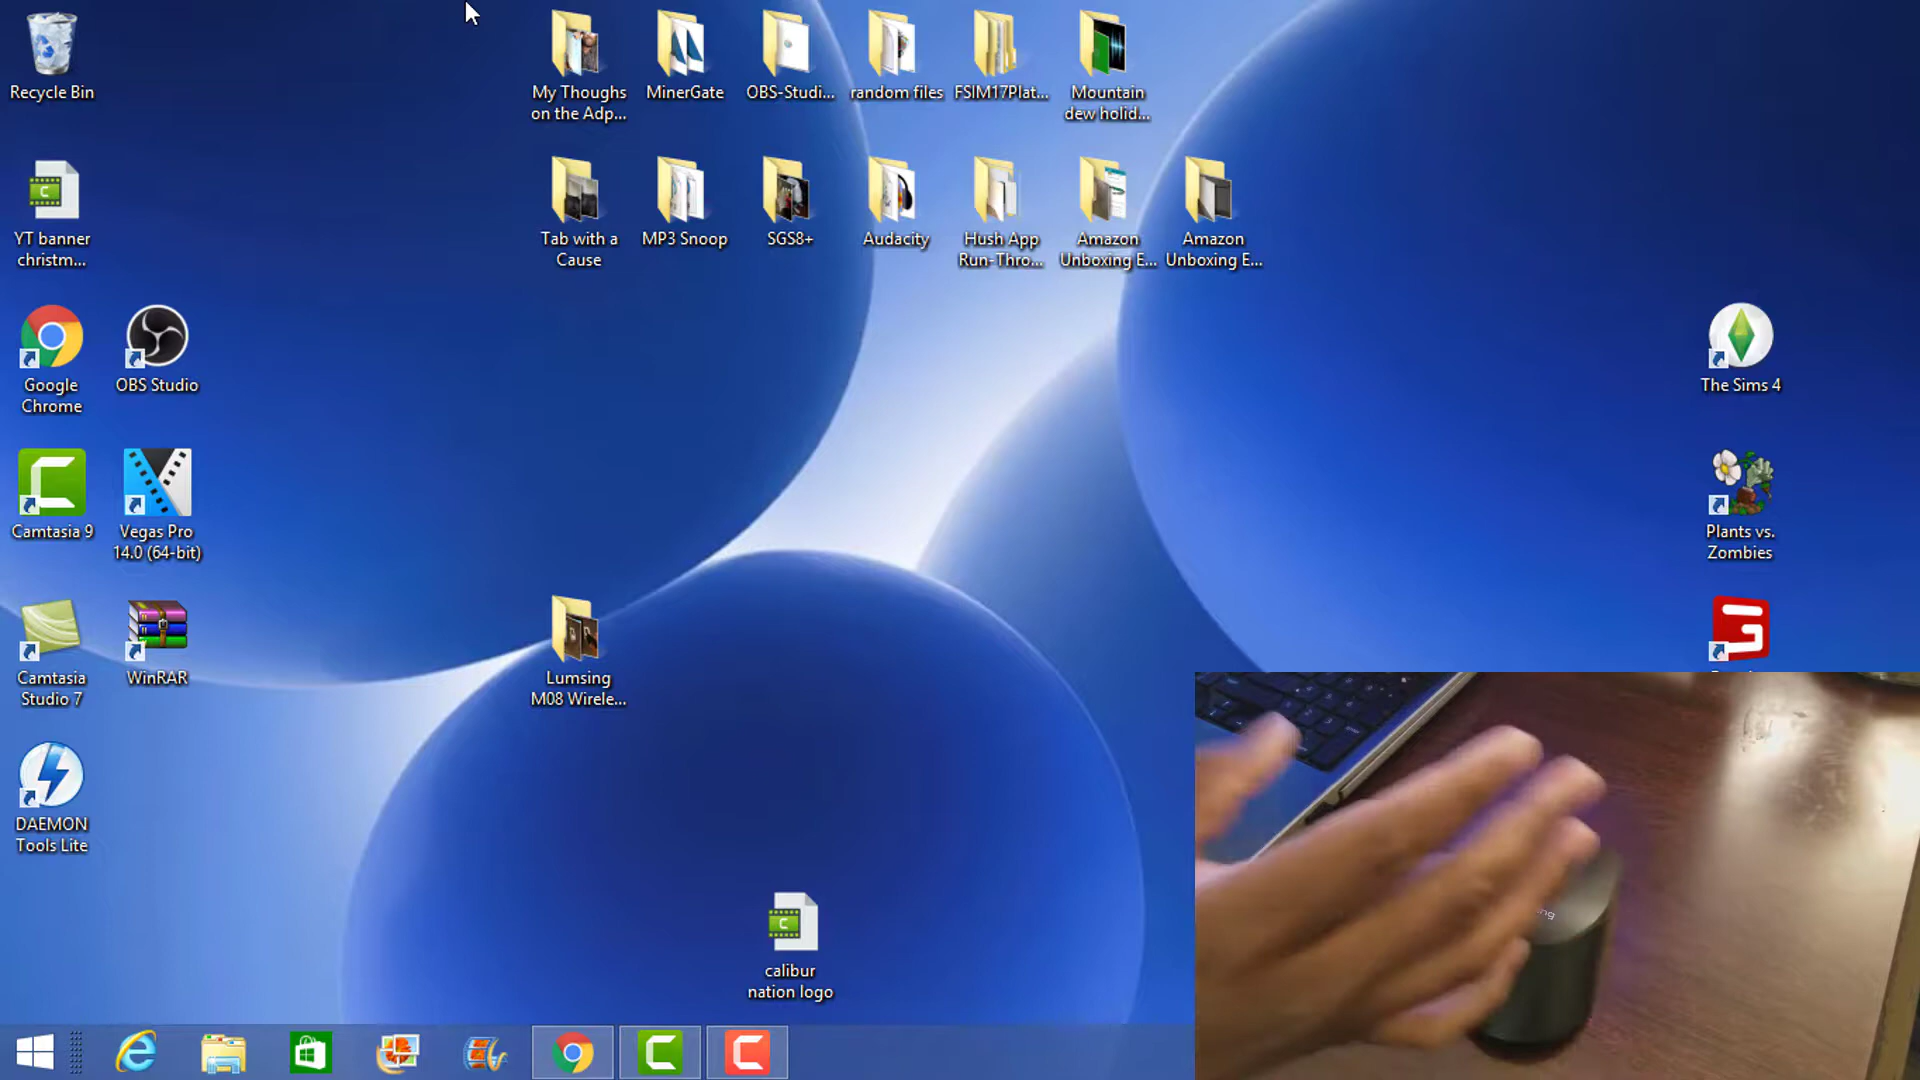 Recycle Bin
My Thoughs
on the Adp...
MinerGate
OBS-Studi...
random files
FSIM17Plat...
Mountain
dew holid...
YT banner
christm...
Tab with a
Cause
MP3 Snoop
SGS8+
Audacity
Hush App
Run-Thro...
Amazon
Unboxing E...
Amazon
Unboxing E...
Google
Chrome
OBS Studio
The Sims 4
Camtasia 9
Vegas Pro
14.0 (64-bit)
Plants vs.
Zombies
Camtasia
Studio 7
WinRAR
Lumsing
M08 Wirele...
DAEMON
Tools Lite
calibur
nation logo